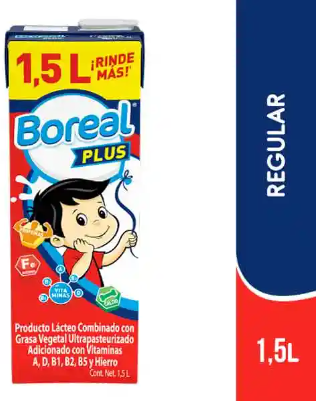 1,5 L ¡RINDE
MÁS!
Boreal
PLUS
Fe
VITA
MINAS
Producto Lácteo Combinado con
Grasa Vegetal Ultrapasteurizado
Adicionado con Vitaminas
A, D, B1, B2, B5 y Hierro
Cont. Net. 1,5 L
REGULAR
1,5L